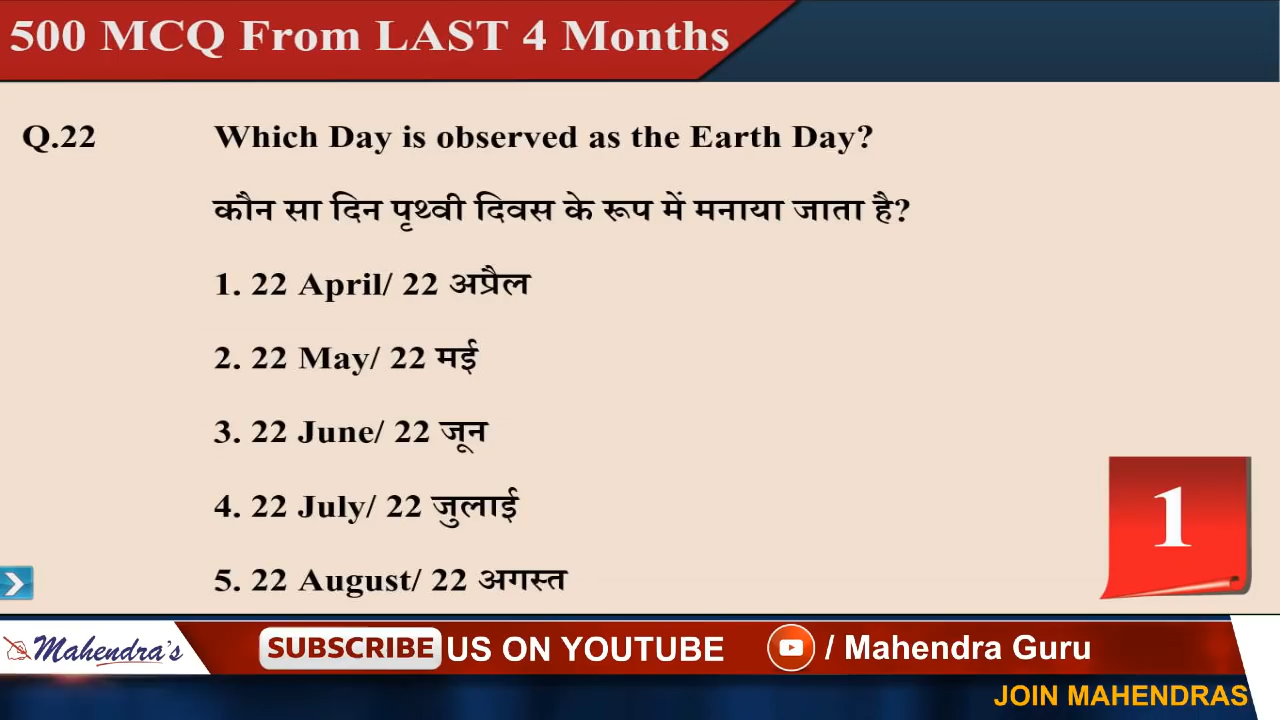 500 MCQ From LAST 4 Months
Q.22 Which Day is observed as the Earth Day?
कौन सा दिन पृथ्वी दिवस के रूप में मनाया जाता है?
1. 22 April/ 22 अप्रैल
2. 22 May/ 22 मई
3. 22 June/ 22 जून
4. 22 July/ 22 जुलाई
5. 22 August/ 22 अगस्त
1
Mahendra's SUBSCRIBE US ON YOUTUBE / Mahendra Guru
JOIN MAHENDRAS